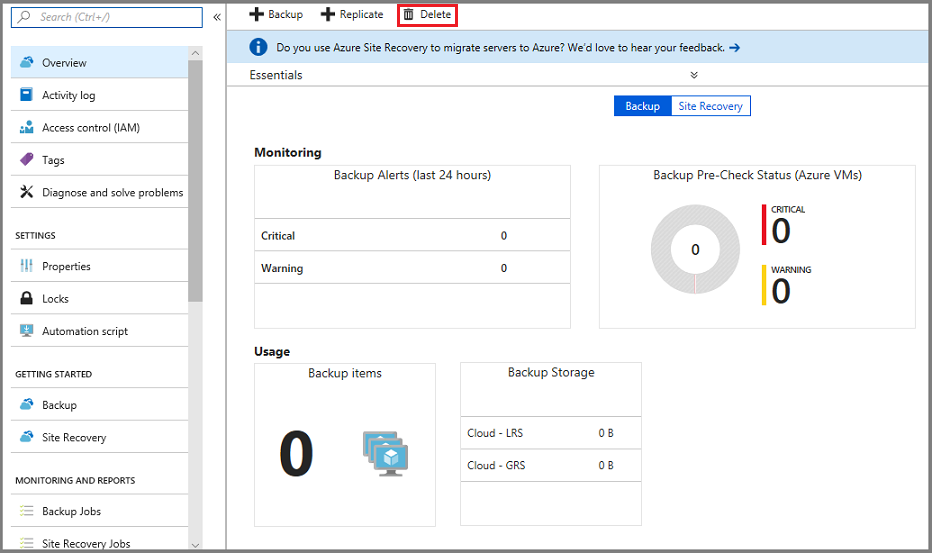 Search (Ctrl+/)
«
Overview
Activity log
Access control (IAM)
Tags
Diagnose and solve problems
SETTINGS
Properties
Locks
Automation script
GETTING STARTED
Backup
Site Recovery
MONITORING AND REPORTS
Backup Jobs
Site Recovery Jobs
Backup Replicate Delete
Do you use Azure Site Recovery to migrate servers to Azure? We'd love to hear your feedback. →
Essentials
Backup Site Recovery
Monitoring
Backup Alerts (last 24 hours)
Critical 0
Warning 0
Backup Pre-Check Status (Azure VMs)
0
CRITICAL
0
WARNING
0
Usage
Backup items
0
Backup Storage
Cloud - LRS 0 B
Cloud - GRS 0 B